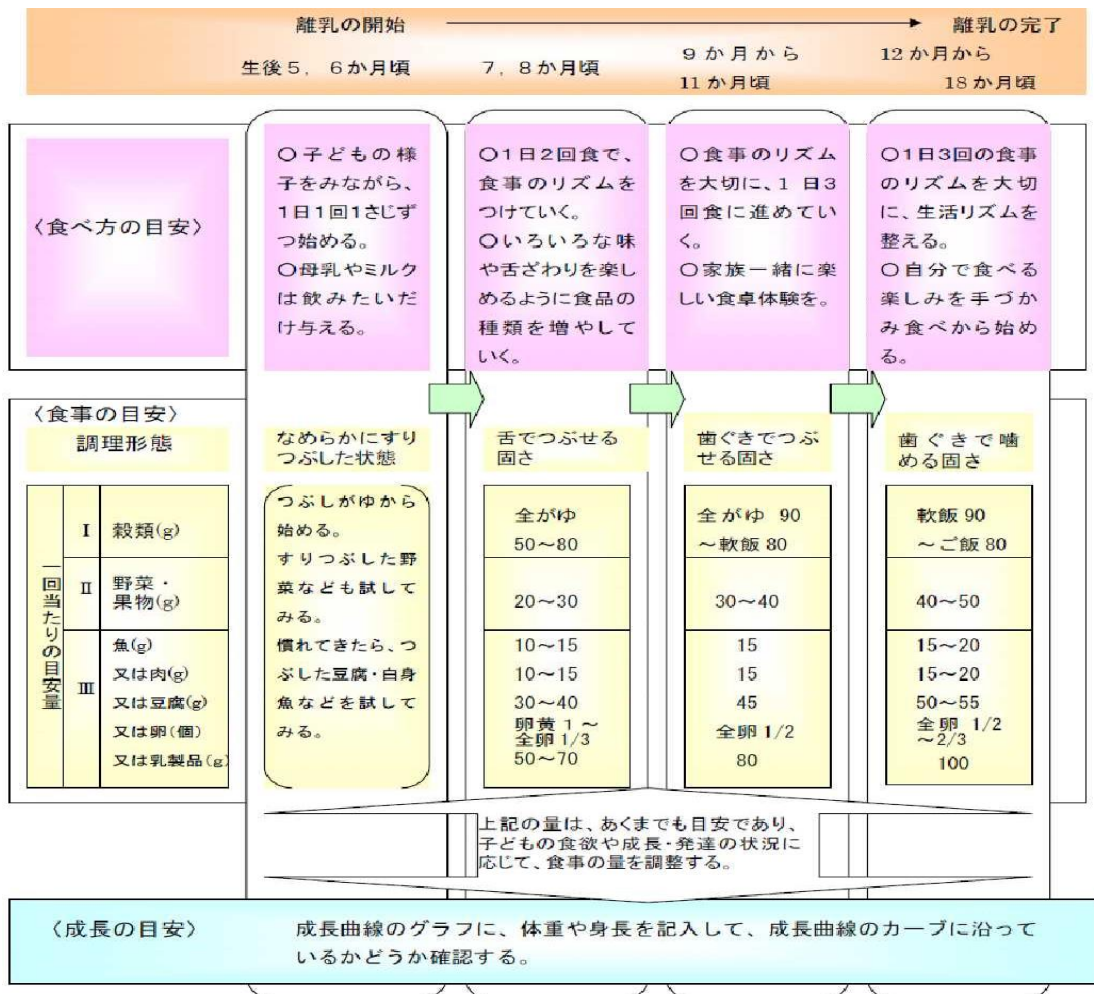 離乳の開始
離乳の完了
生後5,6か月頃
7,8か月頃
9か月から
11か月頃
12か月から
18か月頃
〈食べ方の目安〉
○子どもの様
子をみながら、
1日1回1さじず
つ始める。
○母乳やミルク
は飲みたいだ
け与える。
○1日2回食で、
食事のリズムを
つけていく。
○いろいろな味
や舌ざわりを楽し
めるように食品の
種類を増やして
いく。
○食事のリズム
を大切に、1日3
回食に進めてい
く。
○家族一緒に楽
しい食卓体験を。
○1日3回の食事
のリズムを大切
に、生活リズムを
整える。
○自分で食べる
楽しみを手づか
み食べから始め
る。
〈食事の目安〉
調理形態
なめらかにすり
つぶした状態
舌でつぶせる
固さ
歯ぐきでつぶ
せる固さ
歯ぐきで噛
める固さ
一回当たりの目安量
Ⅰ
穀類(g)
つぶしがゆから
始める。
すりつぶした野
菜なども試して
みる。
慣れてきたら、つ
ぶした豆腐・白身
魚などを試して
みる。
全がゆ
50~80
全がゆ 90
~軟飯 80
軟飯 90
~ご飯 80
Ⅱ
野菜・
果物(g)
20~30
30~40
40~50
Ⅲ
魚(g)
10~15
15
15~20
又は肉(g)
10~15
15
15~20
又は豆腐(g)
30~40
45
50~55
又は卵(個)
卵黄 1 ~
全卵 1/3
全卵 1/2
全卵 1/2
~2/3
又は乳製品(g)
50~70
80
100
上記の量は、あくまでも目安であり、
子どもの食欲や成長・発達の状況に
応じて、食事の量を調整する。
〈成長の目安〉
成長曲線のグラフに、体重や身長を記入して、成長曲線のカーブに沿って
いるかどうか確認する。